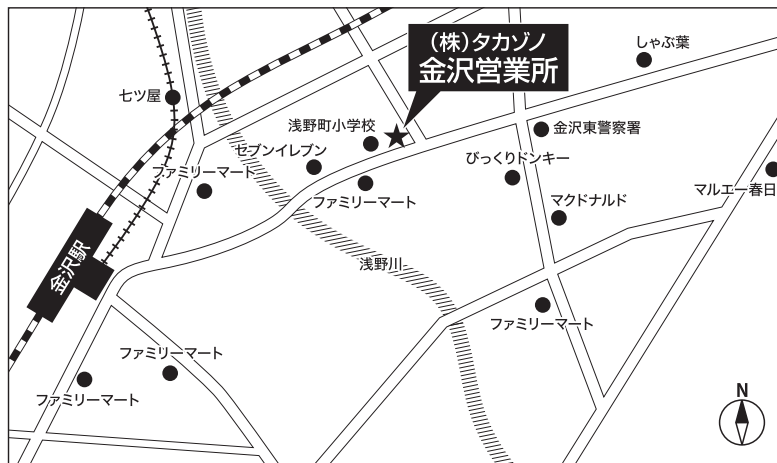 (株)タカゾノ
金沢営業所
しゃぶ葉
七ツ屋
浅野町小学校
金沢東警察署
セブンイレブン
びっくりドンキー
ファミリーマート
ファミリーマート
マルエー春日
マクドナルド
金沢駅
浅野川
ファミリーマート
ファミリーマート
ファミリーマート
N